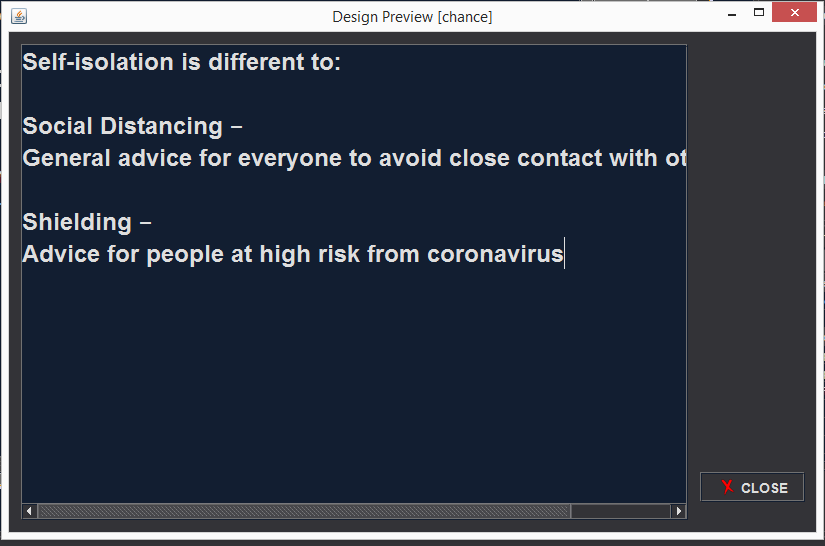 Design Preview [chance]
Self-isolation is different to:
Social Distancing –
General advice for everyone to avoid close contact with ot
Shielding –
Advice for people at high risk from coronavirus
X CLOSE